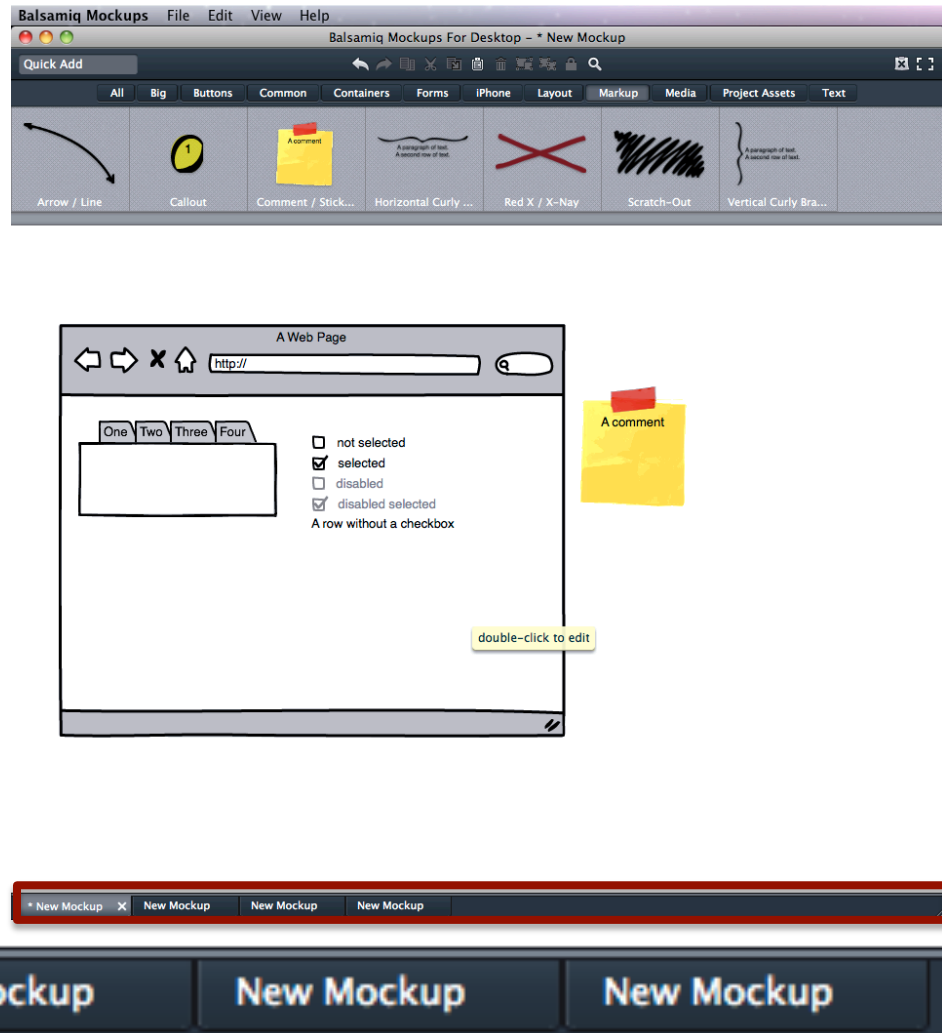 Balsamiq Mockups File Edit View Help
Balsamiq Mockups For Desktop - * New Mockup
Quick Add
All Big Buttons Common Containers Forms iPhone Layout Markup Media Project Assets Text
1
A comment
A paragraph of text.
A second row of text.
A paragraph of text.
A second row of text.
Arrow / Line Callout Comment / Stick... Horizontal Curly ... Red X / X-Nay Scratch-Out Vertical Curly Bra...
A Web Page
http://
A comment
One Two Three Four
not selected
selected
disabled
disabled selected
A row without a checkbox
double-click to edit
* New Mockup New Mockup New Mockup New Mockup
ockup New Mockup New Mockup